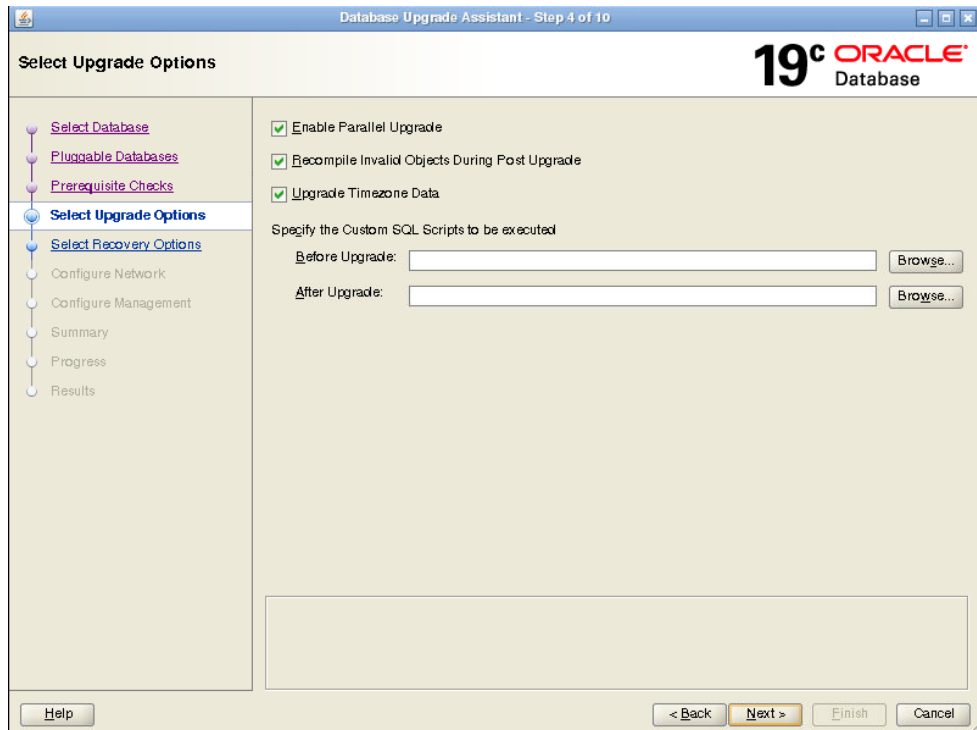 Database Upgrade Assistant - Step 4 of 10
Select Upgrade Options
19c ORACLE
Database
Select Database
Pluggable Databases
Prerequisite Checks
Select Upgrade Options
Select Recovery Options
Configure Network
Configure Management
Summary
Progress
Results
Enable Parallel Upgrade
Recompile Invalid Objects During Post Upgrade
Upgrade Timezone Data
Specify the Custom SQL Scripts to be executed
Before Upgrade: Browse...
After Upgrade: Browse...
Help < Back Next > Finish Cancel